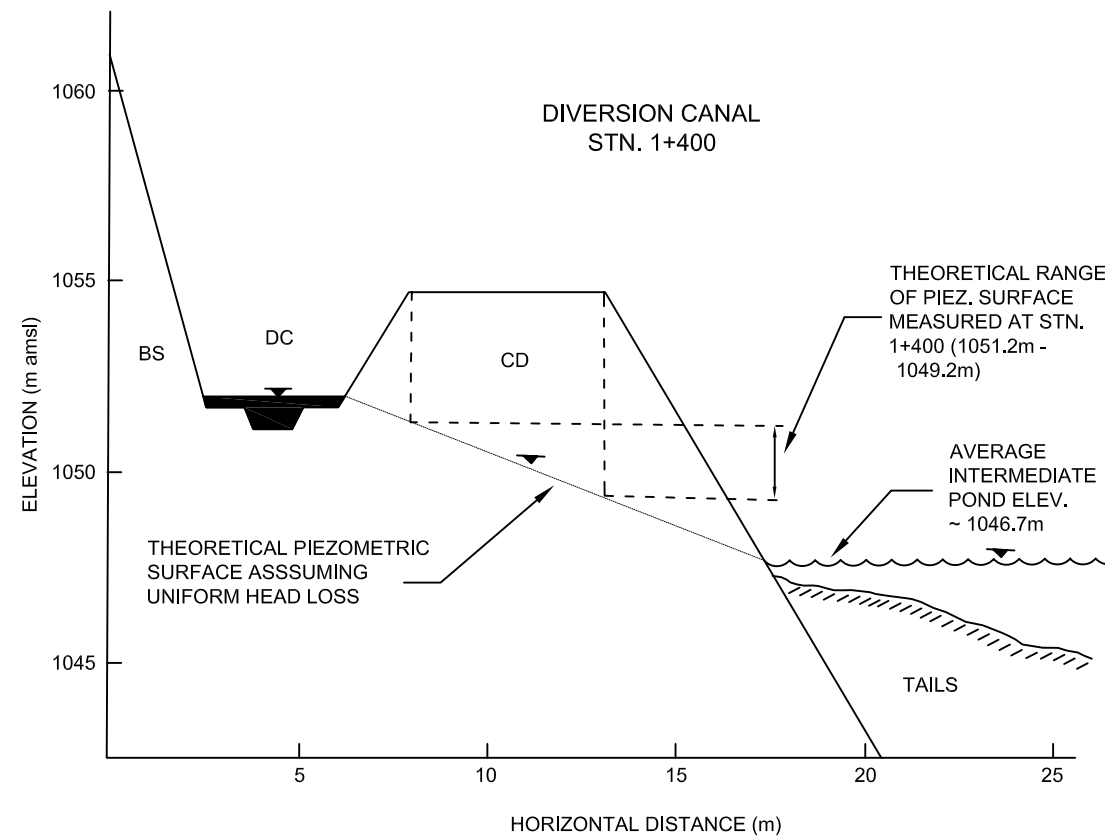 DIVERSION CANAL
STN. 1+400
1060
1055
1050
1045
ELEVATION (m amsl)
BS
DC
CD
THEORETICAL RANGE
OF PIEZ. SURFACE
MEASURED AT STN.
1+400 (1051.2m -
1049.2m)
AVERAGE
INTERMEDIATE
POND ELEV.
~ 1046.7m
THEORETICAL PIEZOMETRIC
SURFACE ASSSUMING
UNIFORM HEAD LOSS
TAILS
5
10
15
20
25
HORIZONTAL DISTANCE (m)